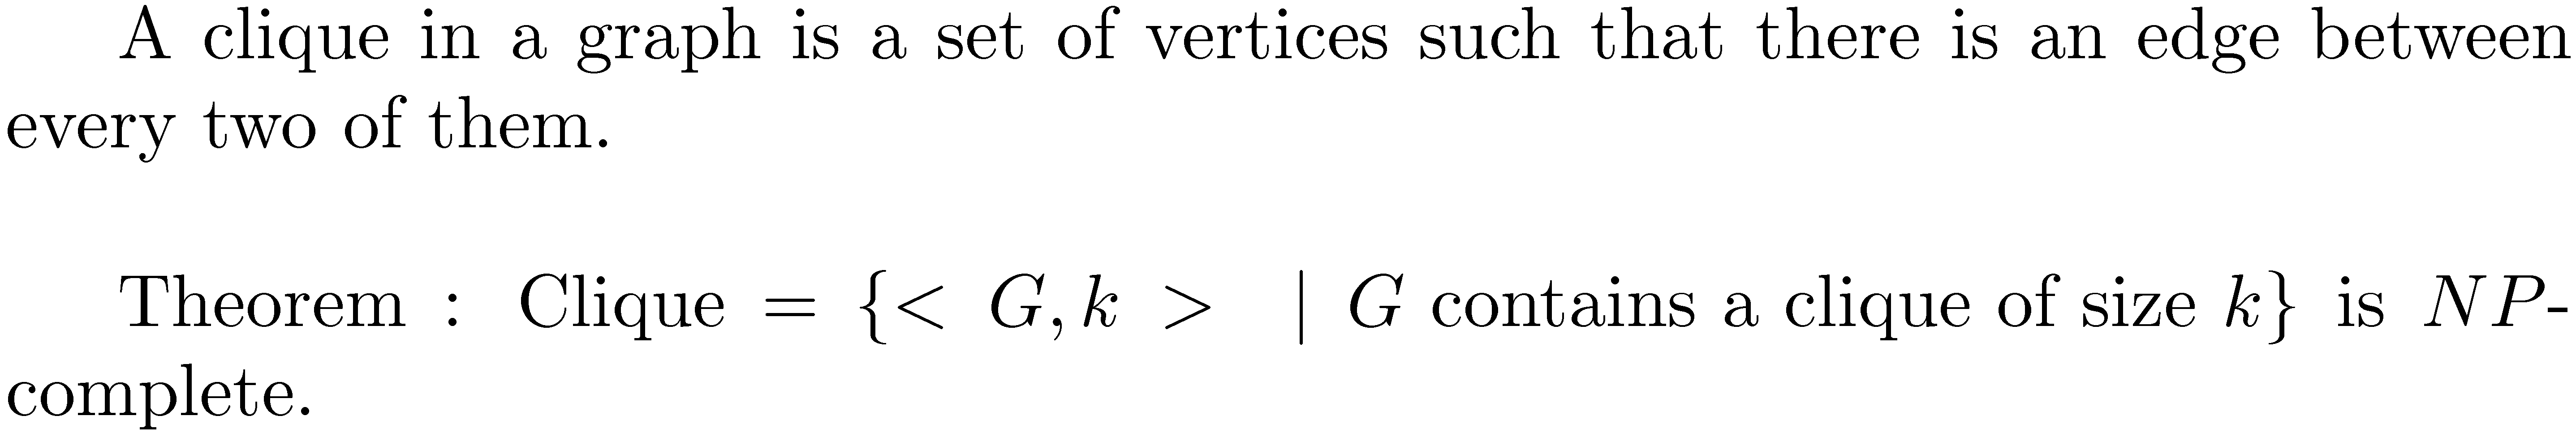 A clique in a graph is a set of vertices such that there is an edge between
every two of them.
Theorem : Clique = {< G, k > | G contains a clique of size k} is NP-
complete.